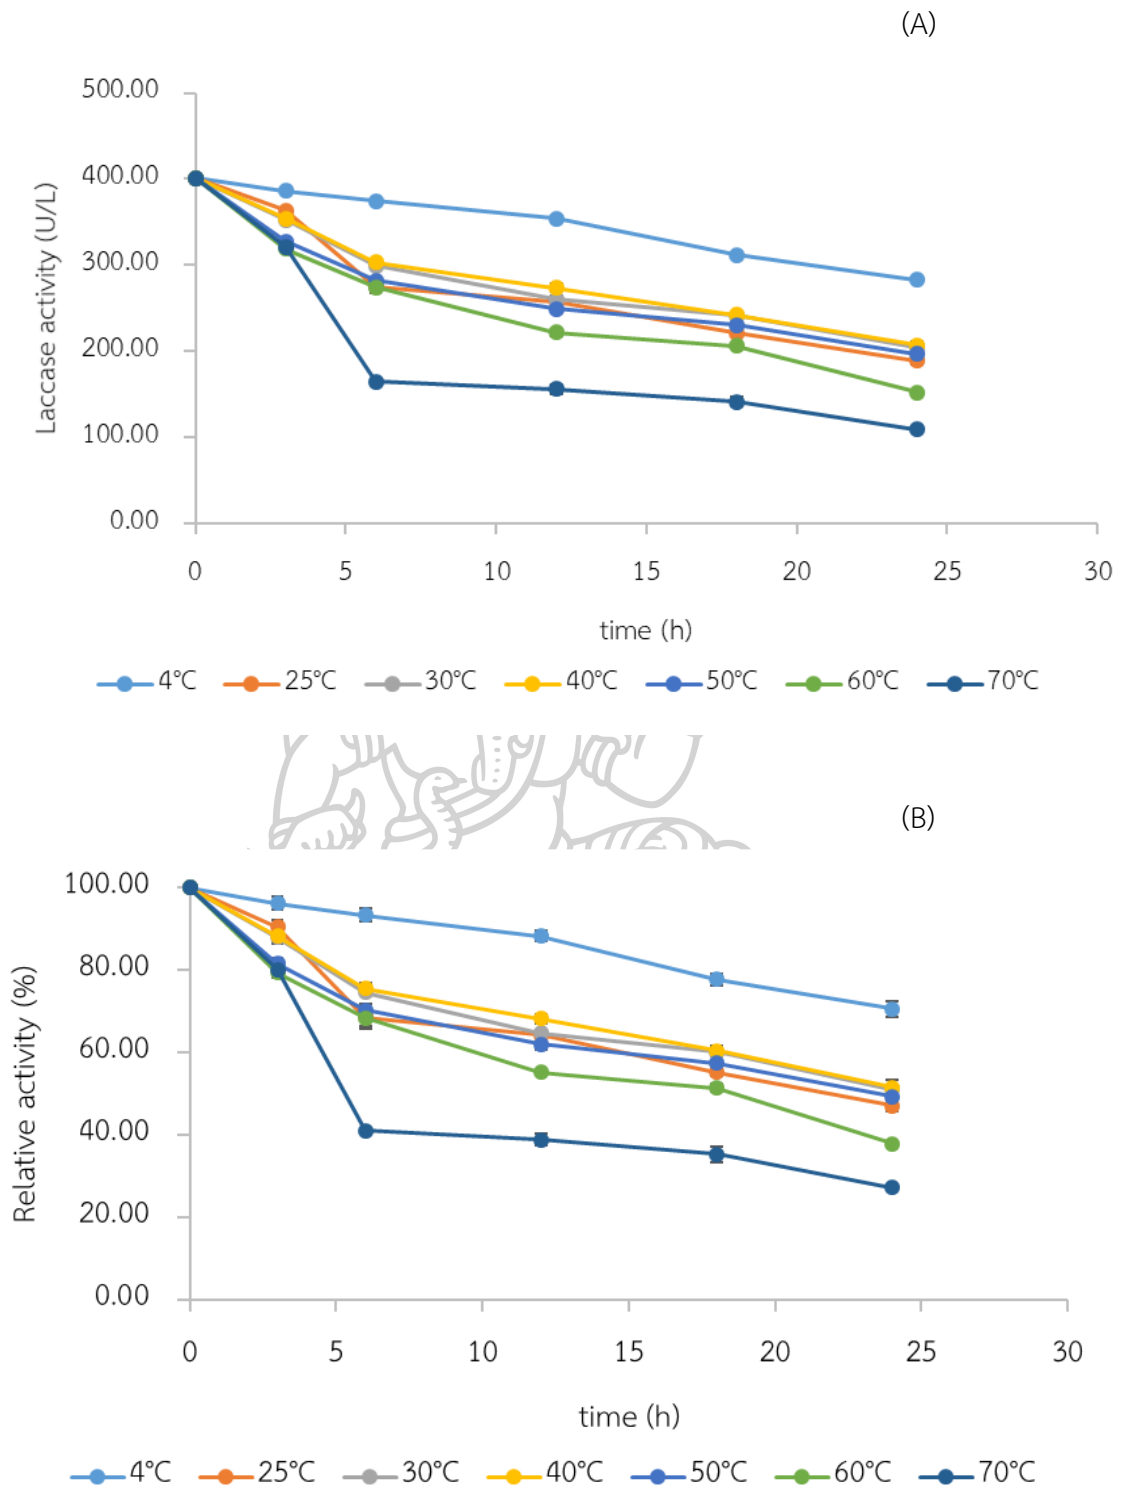 (A)
500.00
400.00
300.00
200.00
100.00
0.00
Laccase activity (U/L)
0 5 10 15 20 25 30
time (h)
4°C 25°C 30°C 40°C 50°C 60°C 70°C
(B)
100.00
80.00
60.00
40.00
20.00
0.00
Relative activity (%)
0 5 10 15 20 25 30
time (h)
4°C 25°C 30°C 40°C 50°C 60°C 70°C